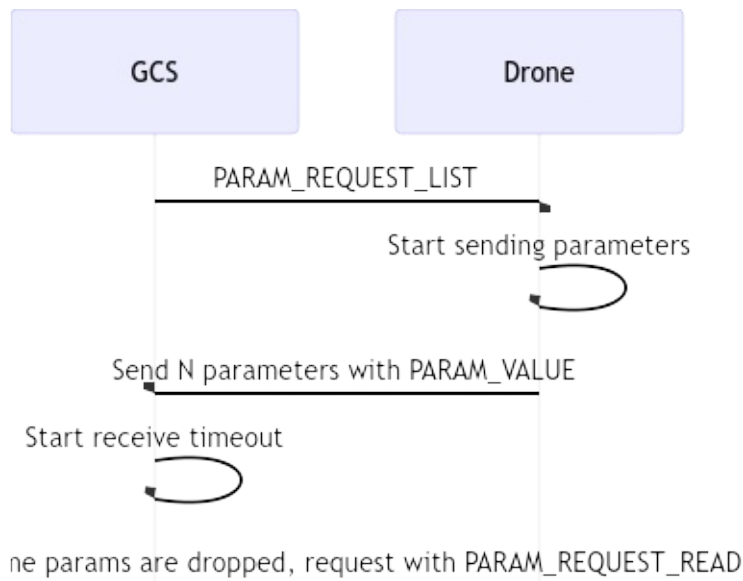 GCS
Drone
PARAM_REQUEST_LIST
Start sending parameters
Send N parameters with PARAM_VALUE
Start receive timeout
params are dropped, request with PARAM_REQUEST_READ